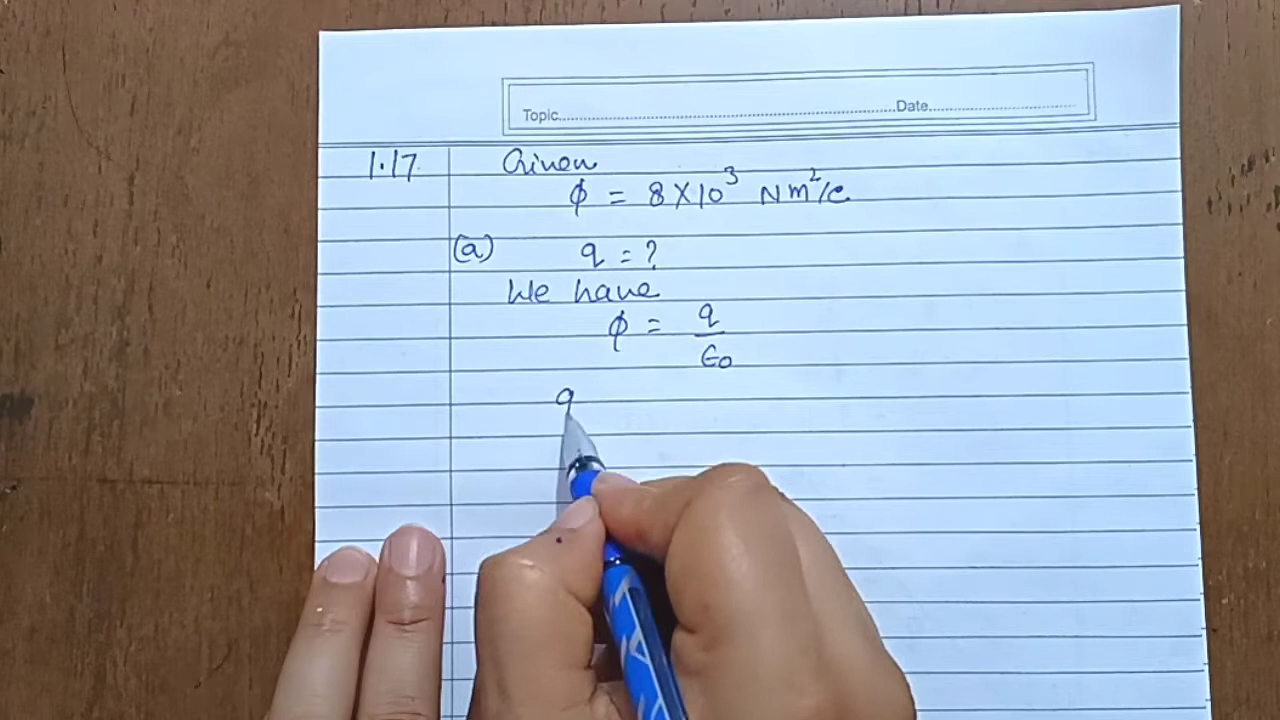 Topic..........Date..........
1.17 Given
ϕ = 8×10³ Nm²/C
(a) q = ?
We have
ϕ = q/ϵ₀
q